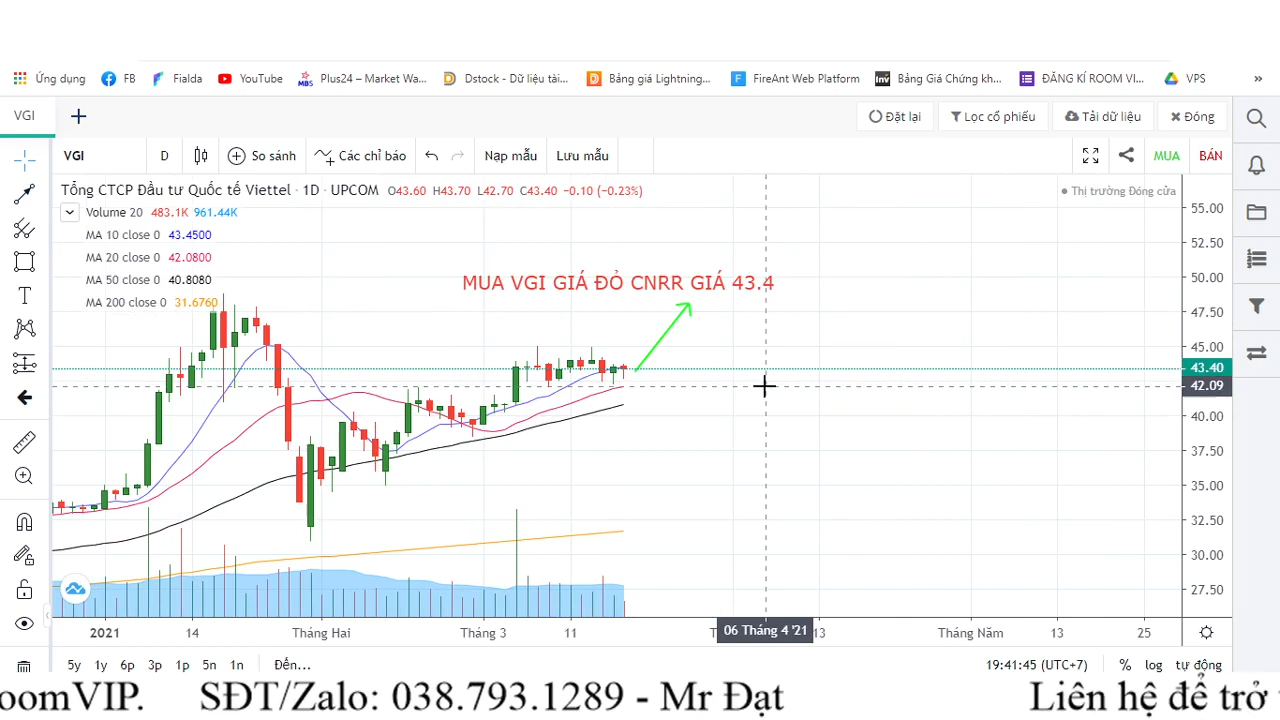 Ứng dụng FB Fialda YouTube MBS Plus24 – Market Wa... Dstock - Dữ liệu tài... Bảng giá Lightning... FireAnt Web Platform Inv Bảng Giá Chứng kh... ĐĂNG KÍ ROOM VI... VPS »
VGI + Đặt lại Lọc cổ phiếu Tải dữ liệu Đóng
VGI D So sánh Các chỉ báo Nạp mẫu Lưu mẫu MUA BÁN
Tổng CTCP Đầu tư Quốc tế Viettel · 1D · UPCOM O43.60 H43.70 L42.70 C43.40 −0.10 (−0.23%) Thị trường Đóng cửa
Volume 20 483.1K 961.44K
MA 10 close 0 43.4500
MA 20 close 0 42.0800
MA 50 close 0 40.8080
MA 200 close 0 31.6760
MUA VGI GIÁ ĐỎ CNRR GIÁ 43.4
55.00
52.50
50.00
47.50
45.00
43.40
42.09
40.00
37.50
35.00
32.50
30.00
27.50
2021 14 Tháng Hai Tháng 3 11 06 Tháng 4 '21 13 Tháng Năm 13 25
5y 1y 6p 3p 1p 5n 1n Đến... 19:41:45 (UTC+7) % log tự động
RoomVIP. SĐT/Zalo: 038.793.1289 - Mr Đạt Liên hệ để trở